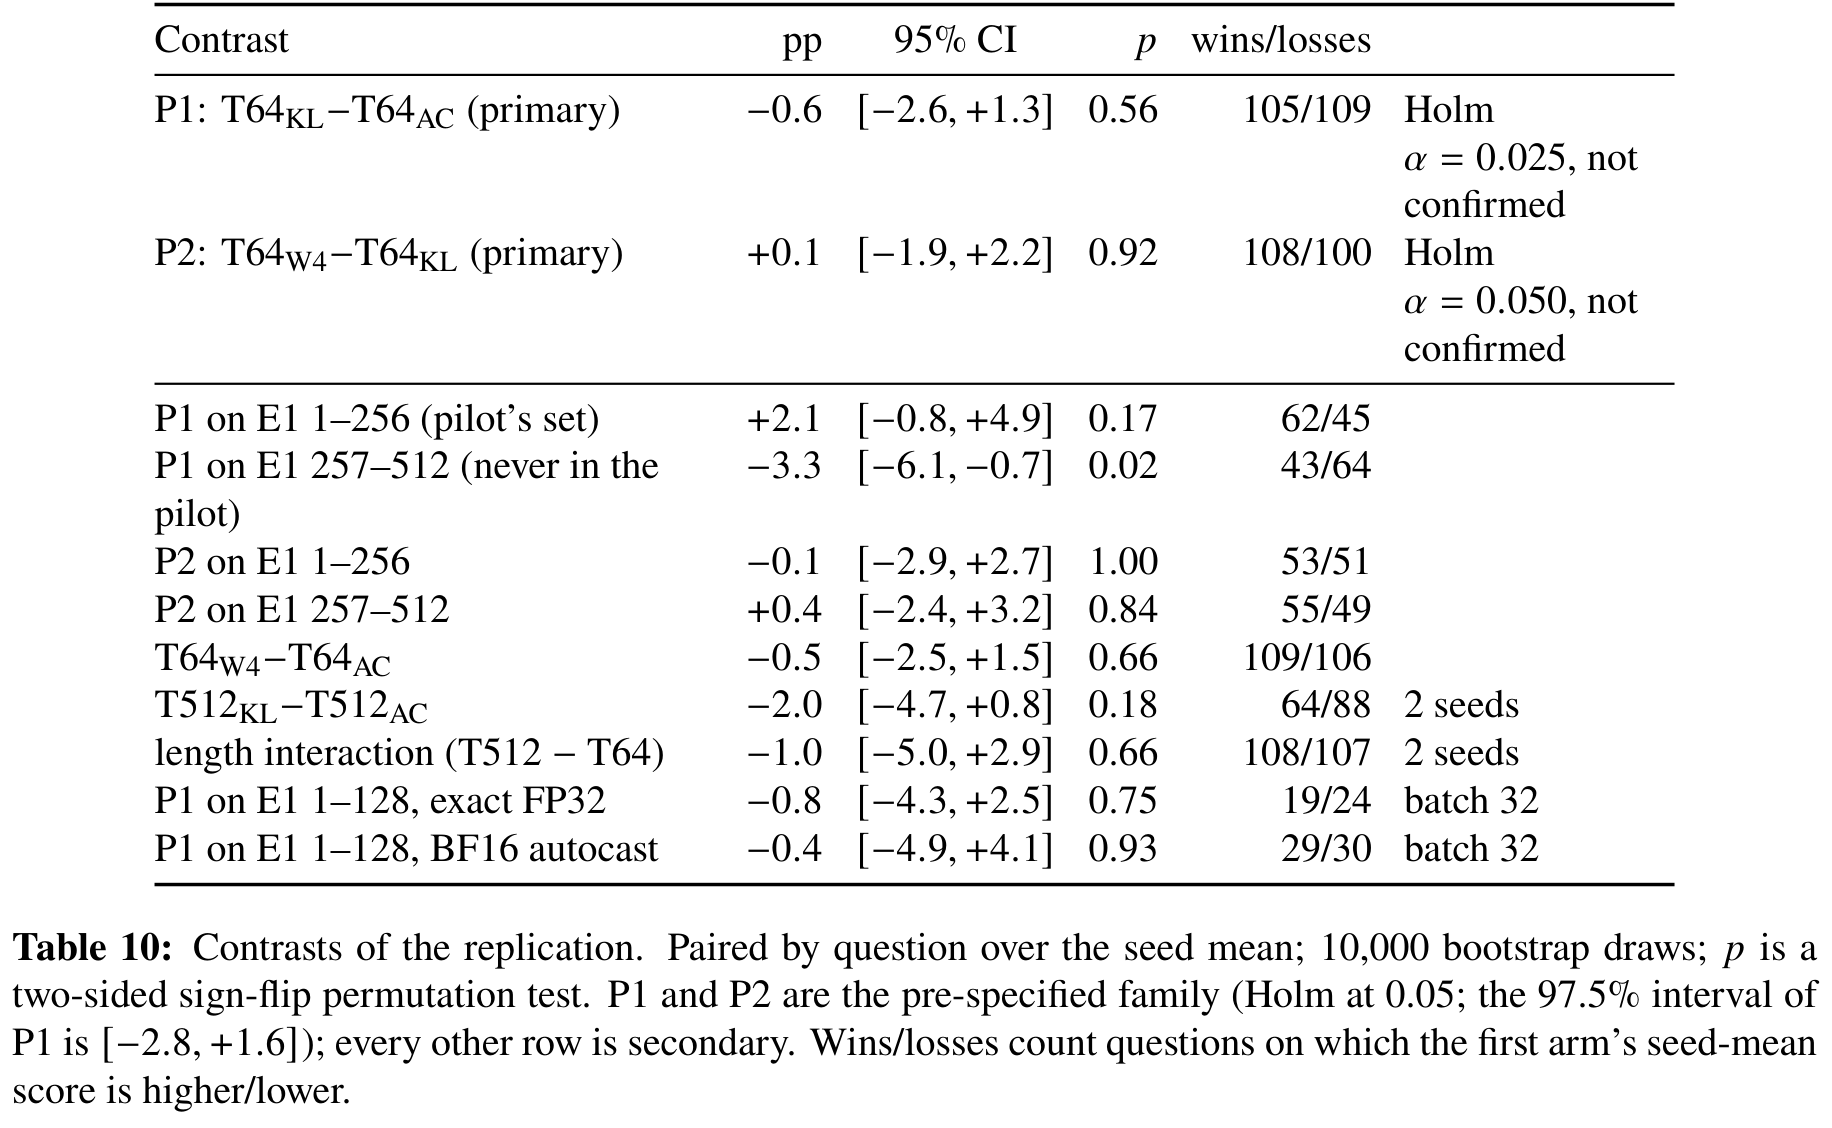 Contrast pp 95% CI p wins/losses
P1: T64KL−T64AC (primary) −0.6 [−2.6, +1.3] 0.56 105/109 Holm
α = 0.025, not
confirmed
P2: T64W4−T64KL (primary) +0.1 [−1.9, +2.2] 0.92 108/100 Holm
α = 0.050, not
confirmed
P1 on E1 1–256 (pilot’s set) +2.1 [−0.8, +4.9] 0.17 62/45
P1 on E1 257–512 (never in the −3.3 [−6.1, −0.7] 0.02 43/64
pilot)
P2 on E1 1–256 −0.1 [−2.9, +2.7] 1.00 53/51
P2 on E1 257–512 +0.4 [−2.4, +3.2] 0.84 55/49
T64W4−T64AC −0.5 [−2.5, +1.5] 0.66 109/106
T512KL−T512AC −2.0 [−4.7, +0.8] 0.18 64/88 2 seeds
length interaction (T512 − T64) −1.0 [−5.0, +2.9] 0.66 108/107 2 seeds
P1 on E1 1–128, exact FP32 −0.8 [−4.3, +2.5] 0.75 19/24 batch 32
P1 on E1 1–128, BF16 autocast −0.4 [−4.9, +4.1] 0.93 29/30 batch 32
Table 10: Contrasts of the replication. Paired by question over the seed mean; 10,000 bootstrap draws; p is a
two-sided sign-flip permutation test. P1 and P2 are the pre-specified family (Holm at 0.05; the 97.5% interval of
P1 is [−2.8, +1.6]); every other row is secondary. Wins/losses count questions on which the first arm’s seed-mean
score is higher/lower.